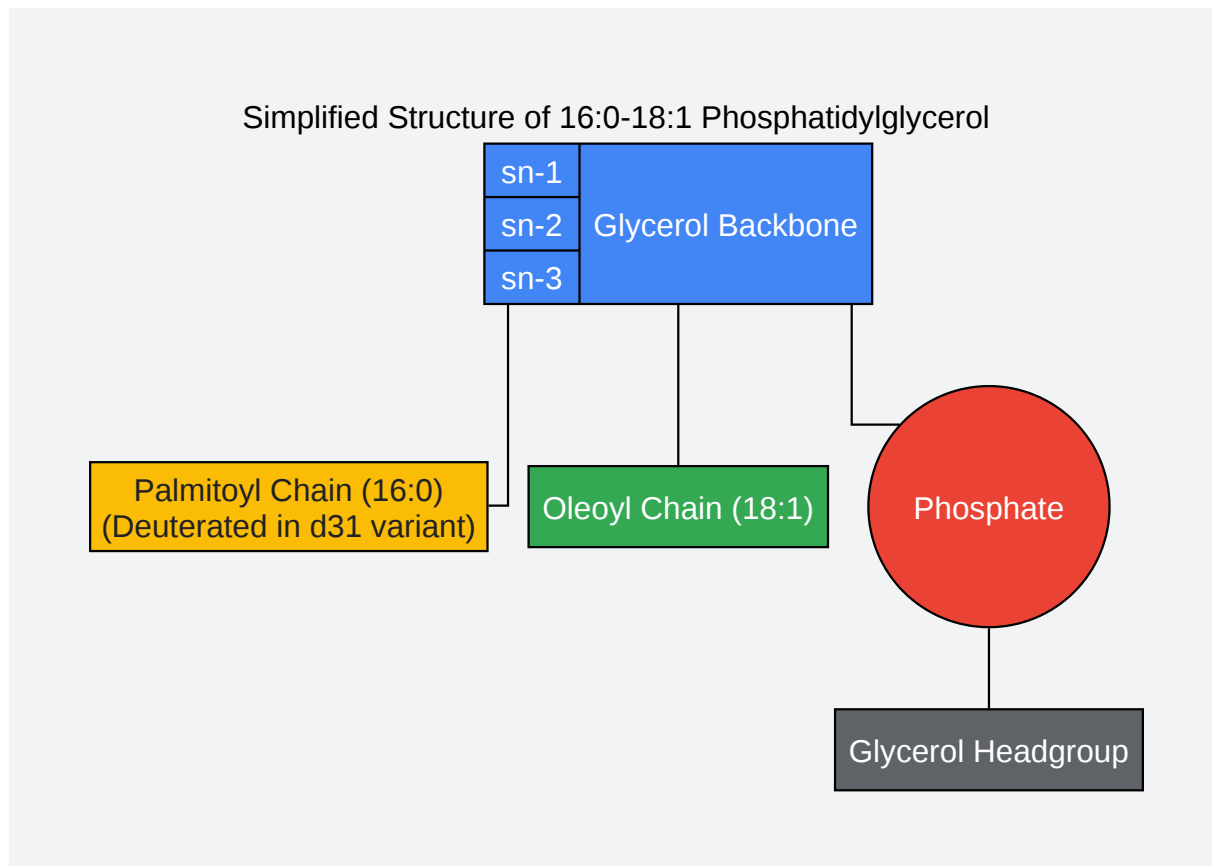 Simplified Structure of 16:0-18:1 Phosphatidylglycerol
sn-1
sn-2
sn-3
Glycerol Backbone
Palmitoyl Chain (16:0)
(Deuterated in d31 variant)
Oleoyl Chain (18:1)
Phosphate
Glycerol Headgroup